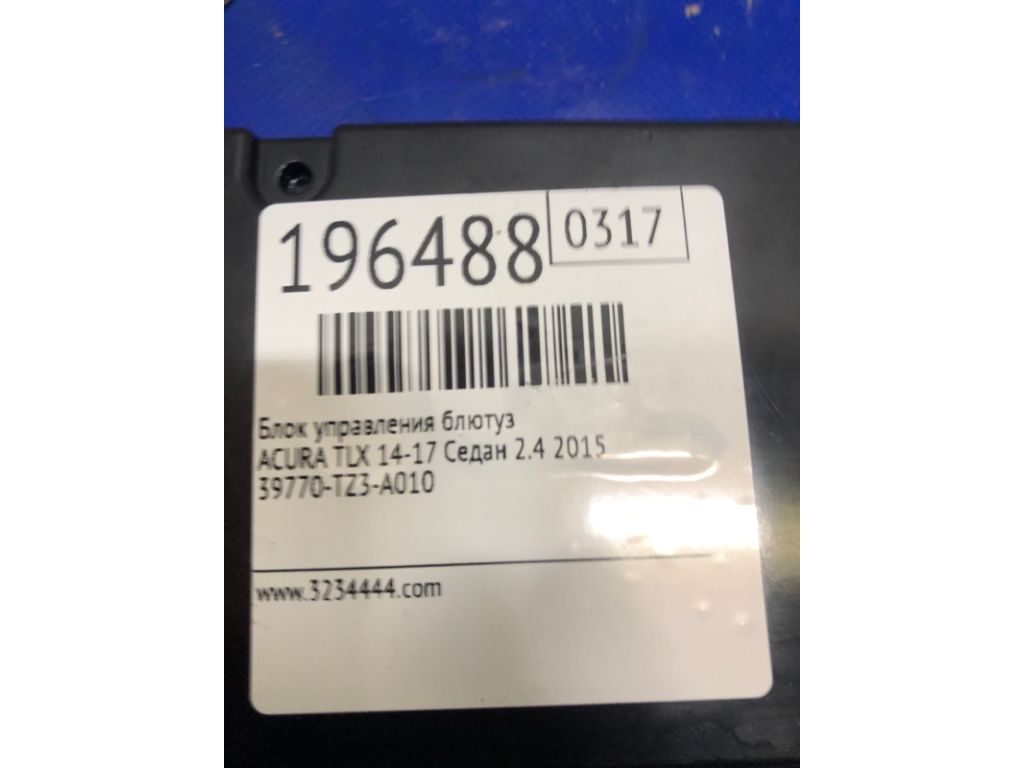 196488 0317
Блок управления блютуз
ACURA TLX 14-17 Седан 2.4 2015
39770-TZ3-A010
www.3234444.com